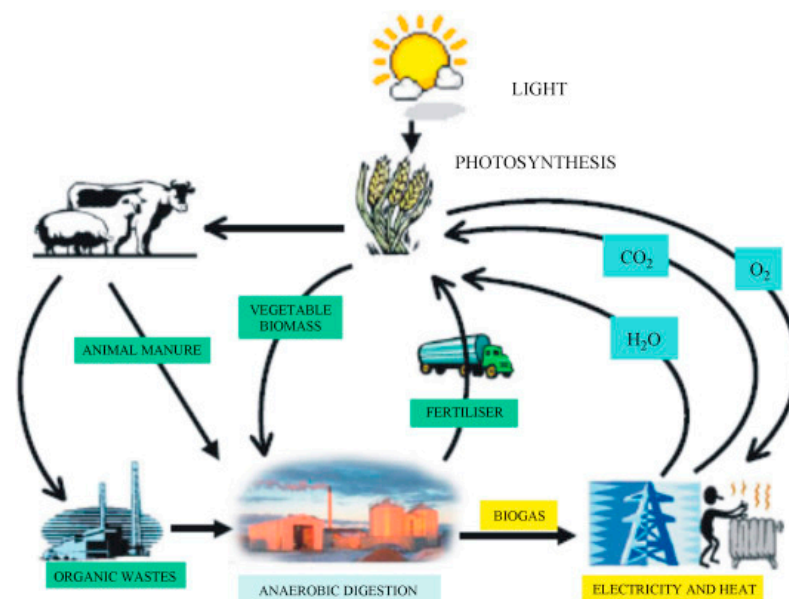 LIGHT
PHOTOSYNTHESIS
CO₂
O₂
H₂O
VEGETABLE
BIOMASS
ANIMAL MANURE
FERTILISER
BIOGAS
ORGANIC WASTES
ANAEROBIC DIGESTION
ELECTRICITY AND HEAT